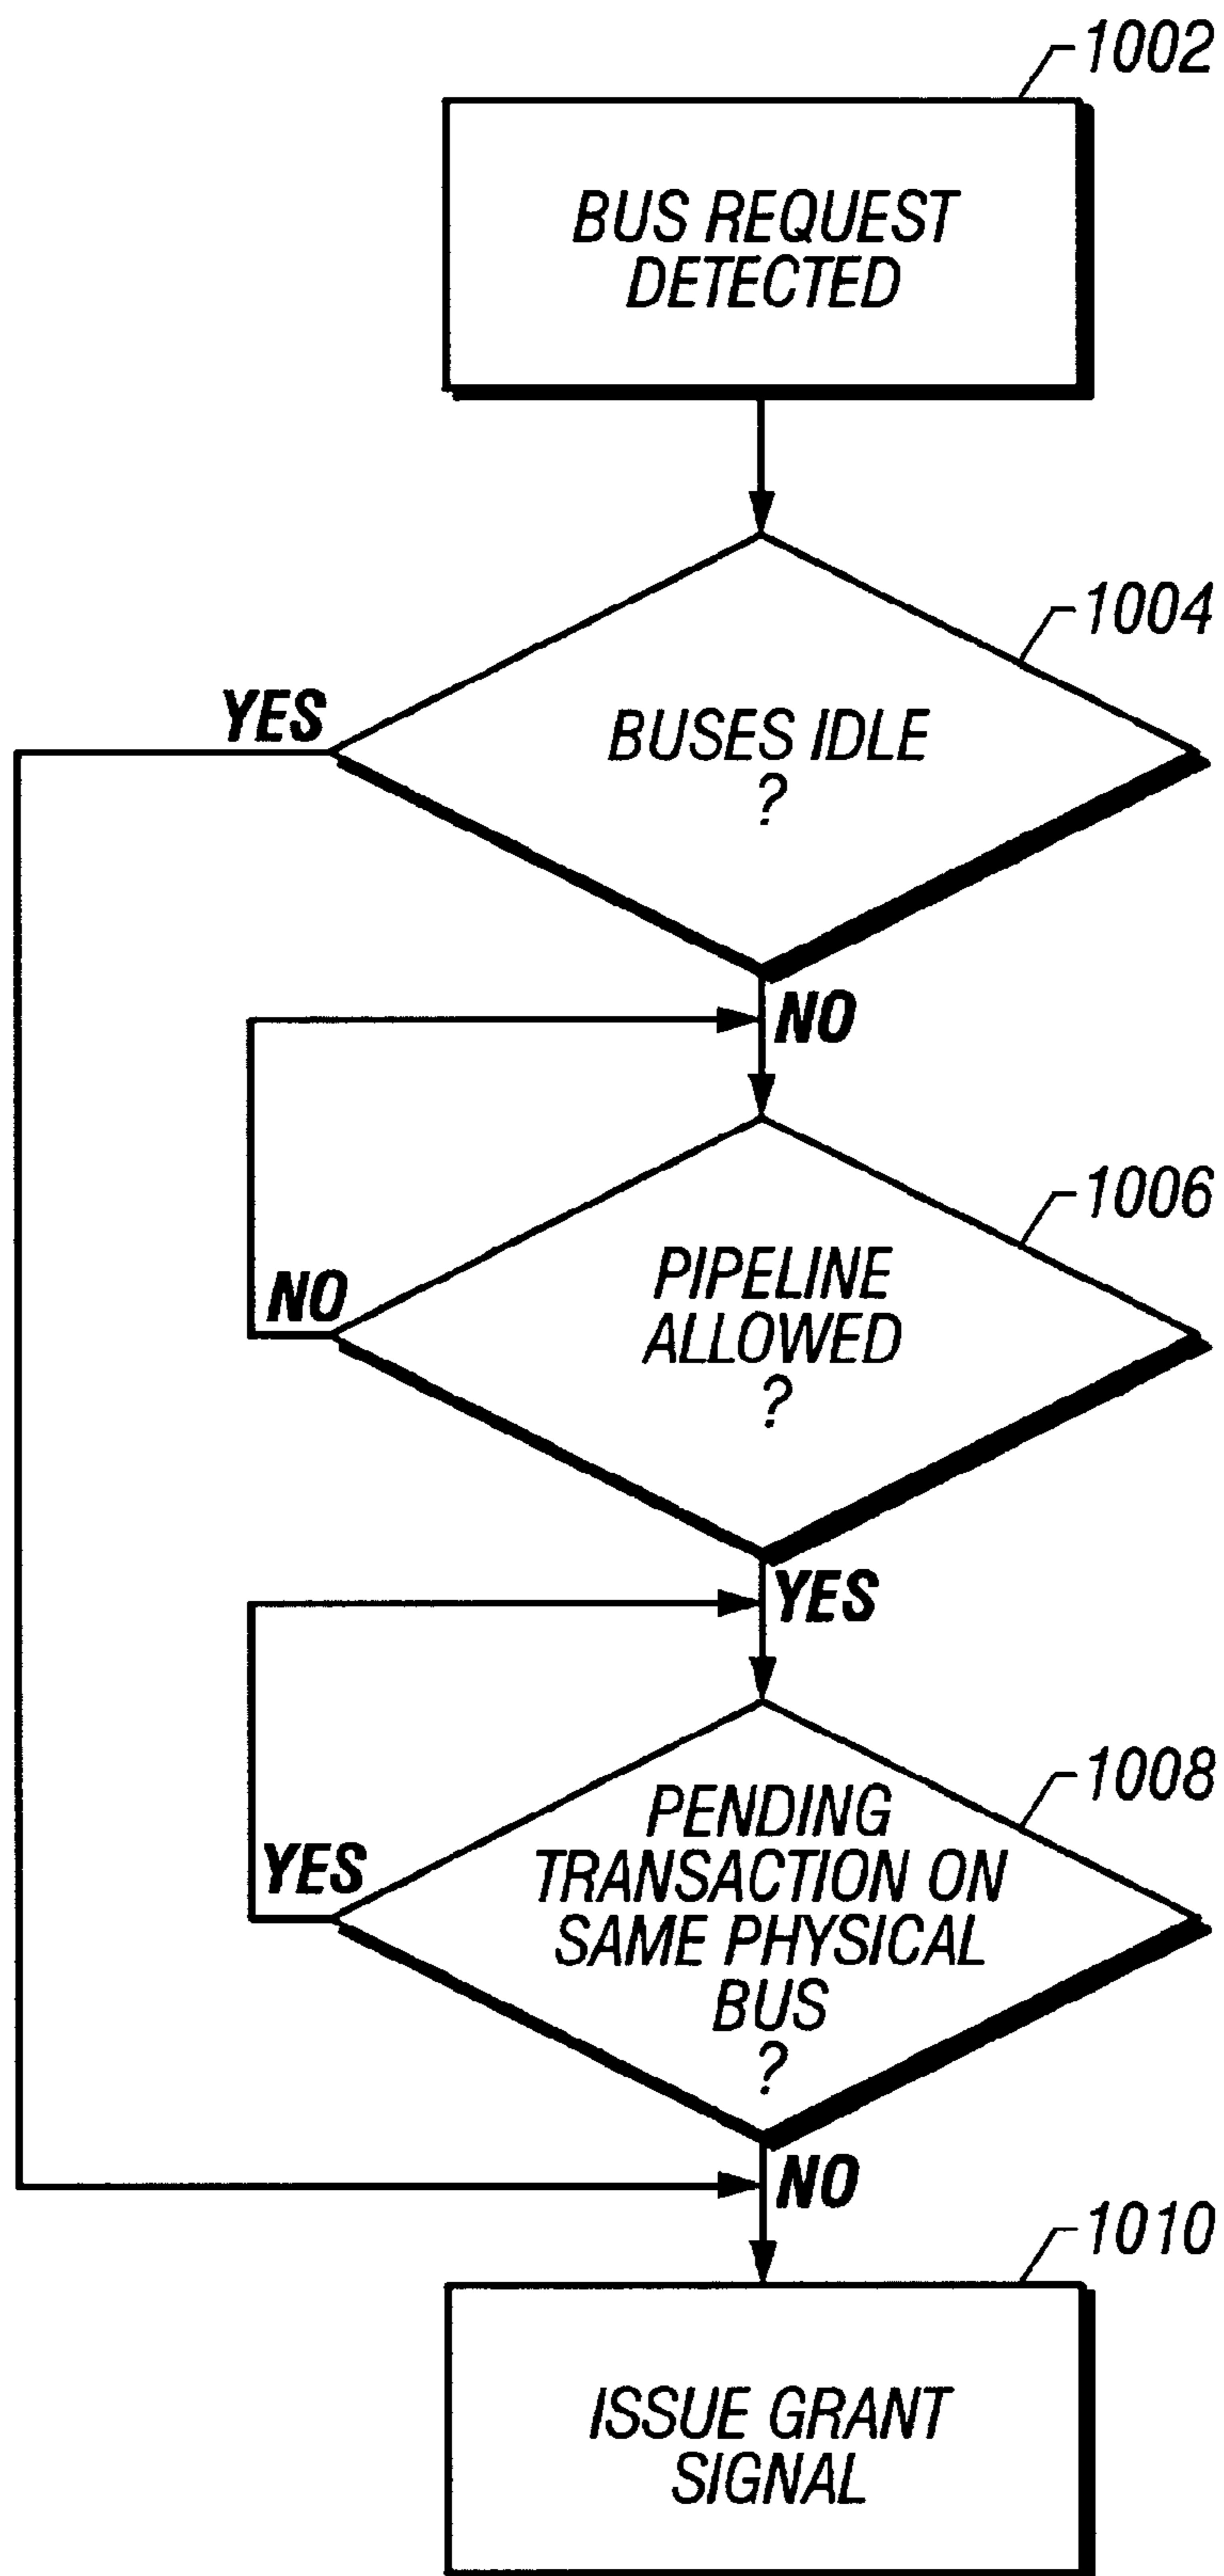 1002
BUS REQUEST
DETECTED
1004
YES
BUSES IDLE
?
NO
1006
PIPELINE
ALLOWED
?
NO
YES
1008
PENDING
TRANSACTION ON
SAME PHYSICAL
BUS
?
YES
NO
1010
ISSUE GRANT
SIGNAL